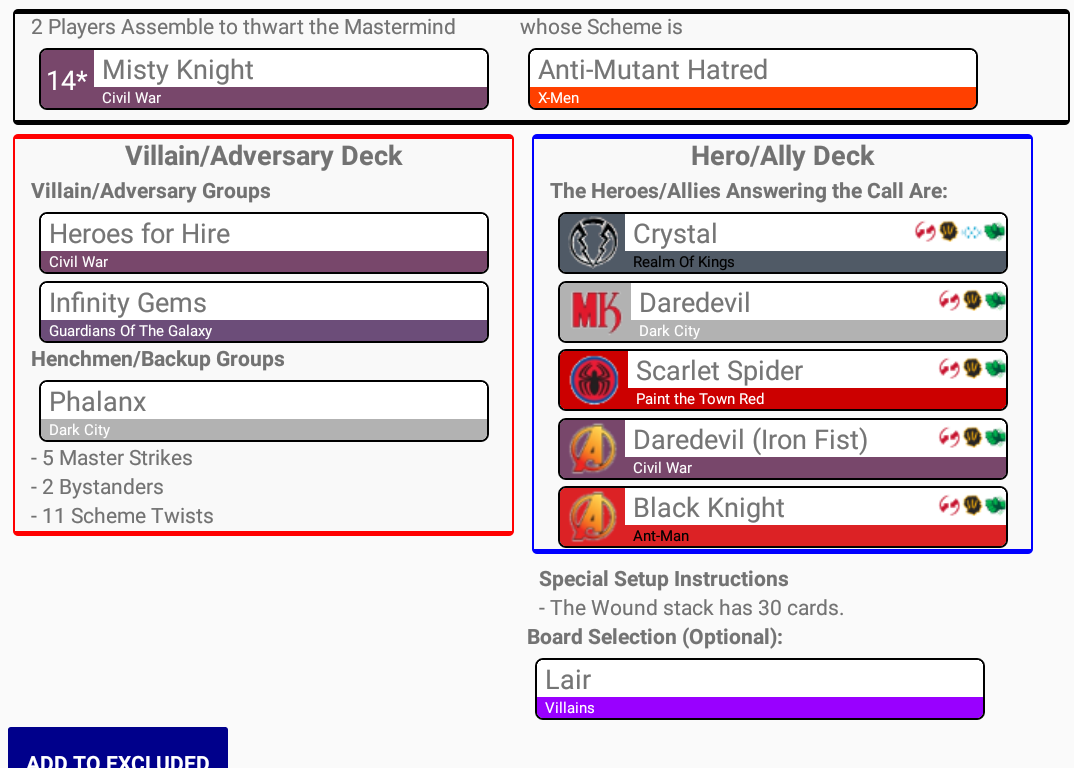 2 Players Assemble to thwart the Mastermind
whose Scheme is
14*
Misty Knight
Civil War
Anti-Mutant Hatred
X-Men
Villain/Adversary Deck
Villain/Adversary Groups
Heroes for Hire
Civil War
Infinity Gems
Guardians Of The Galaxy
Henchmen/Backup Groups
Phalanx
Dark City
- 5 Master Strikes
- 2 Bystanders
- 11 Scheme Twists
Hero/Ally Deck
The Heroes/Allies Answering the Call Are:
Crystal
Realm Of Kings
MK
Daredevil
Dark City
Scarlet Spider
Paint the Town Red
Daredevil (Iron Fist)
Civil War
Black Knight
Ant-Man
Special Setup Instructions
- The Wound stack has 30 cards.
Board Selection (Optional):
Lair
Villains
ADD TO EXCLUDED